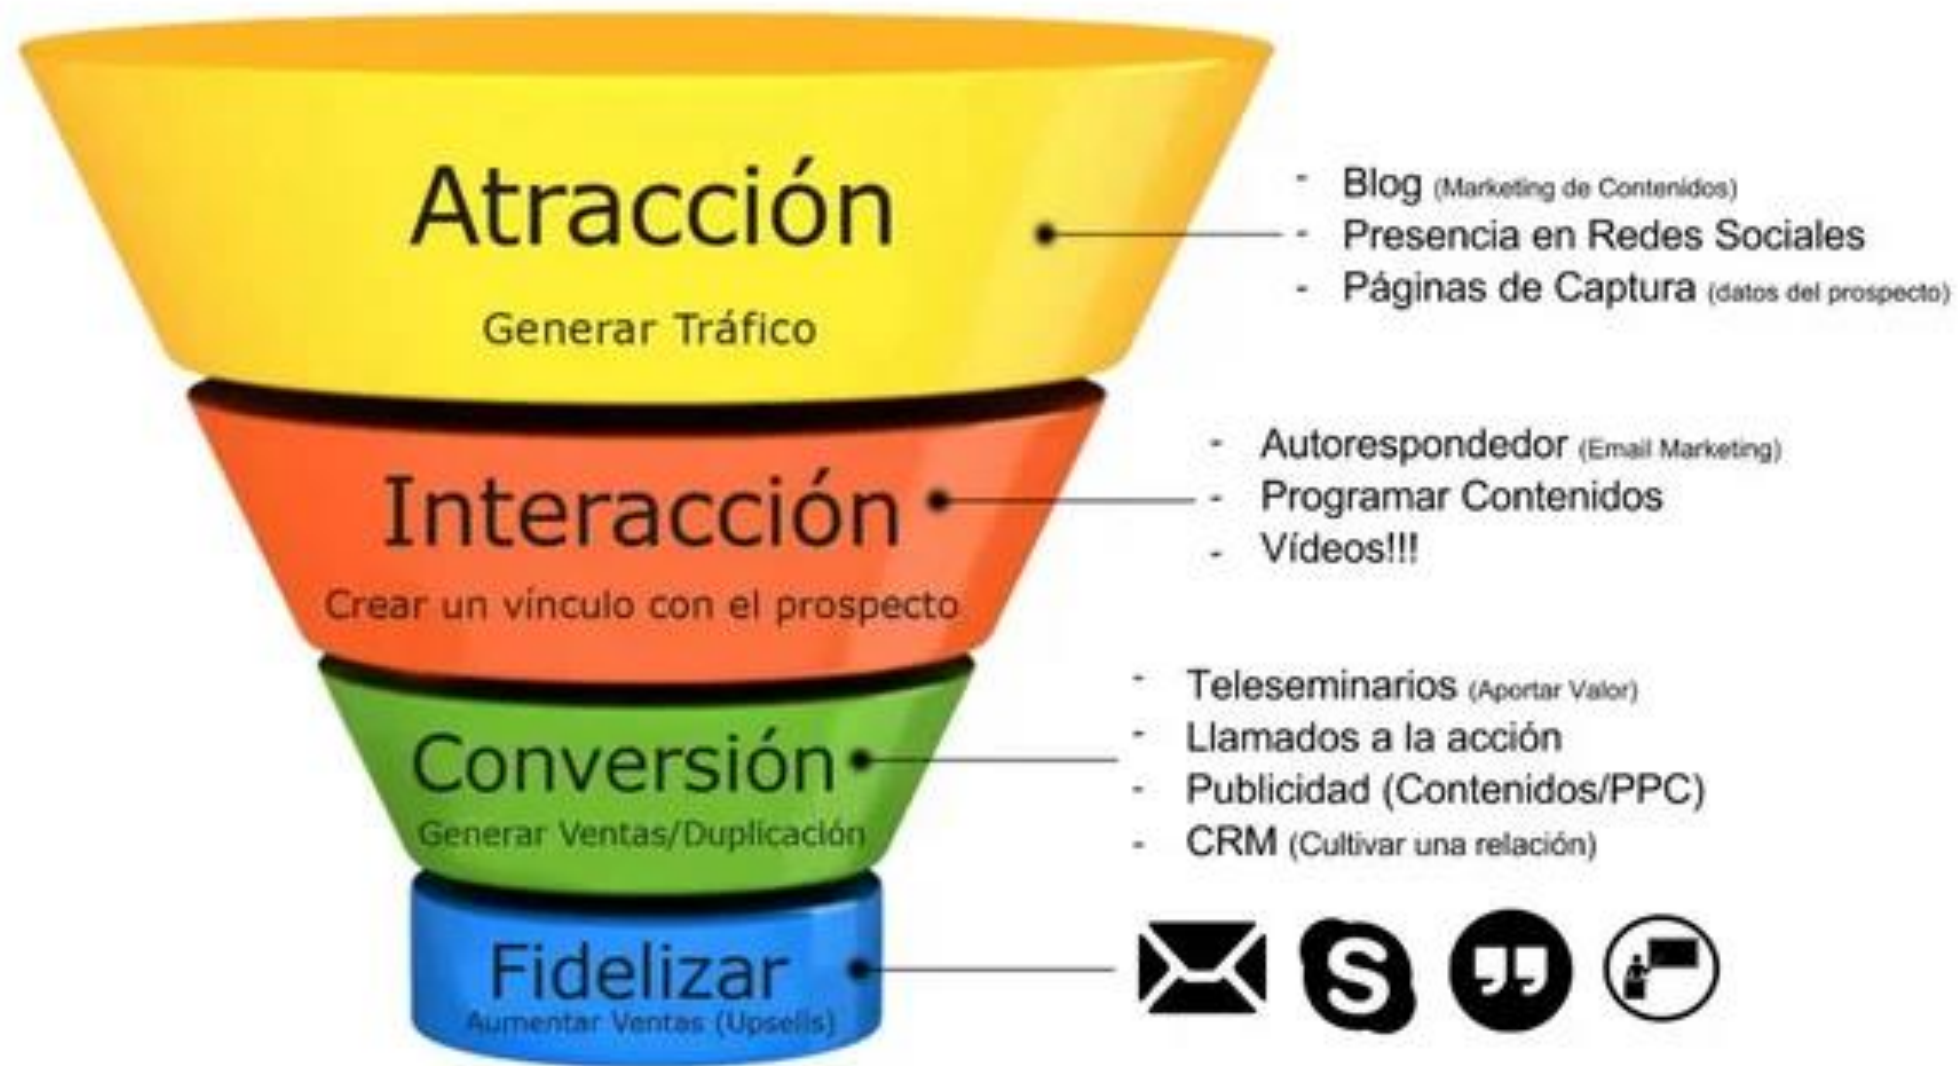 Atracción
Generar Tráfico
- Blog (Marketing de Contenidos)
- Presencia en Redes Sociales
- Páginas de Captura (datos del prospecto)
Interacción
Crear un vínculo con el prospecto
- Autorespondedor (Email Marketing)
- Programar Contenidos
- Vídeos!!!
Conversión
Generar Ventas/Duplicación
- Teleseminarios (Aportar Valor)
- Llamados a la acción
- Publicidad (Contenidos/PPC)
- CRM (Cultivar una relación)
Fidelizar
Aumentar Ventas (Upsells)
S